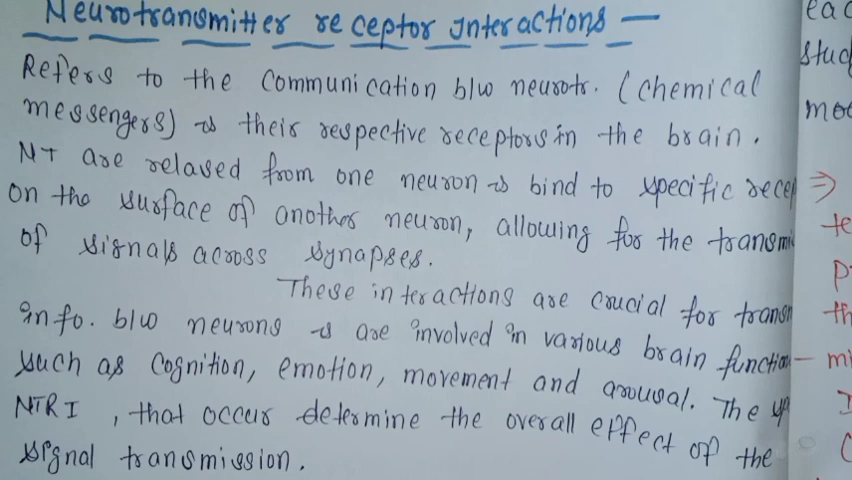 Neurotransmitter receptor Interactions -
Refers to the communication b/w neurotr. (chemical
messengers) & their respective receptors in the brain.
NT are relased from one neuron & bind to specific recep
on the surface of another neuron, allowing for the transmi
of signals across synapses.
These interactions are crucial for transm
info. b/w neurons & are involved in various brain function
such as cognition, emotion, movement and arousal. The sp
NTRI, that occur determine the overall effect of the
signal transmission.
eac
stud
mod
⇒
te
P
th
- mi
I
C